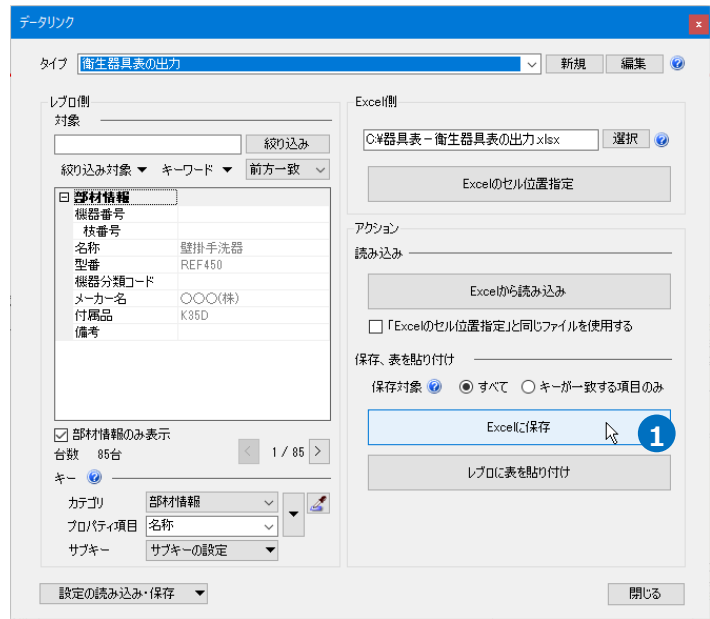 データリンク
タイプ 衛生器具表の出力 新規 編集
レブロ側
対象
絞り込み
絞り込み対象 ▼ キーワード ▼ 前方一致
部材情報
機器番号
枝番号
名称 壁掛手洗器
型番 REF450
機器分類コード
メーカー名 〇〇〇(株)
付属品 K35D
備考
部材情報のみ表示
台数 85台 < 1 / 85 >
キー
カテゴリ 部材情報
プロパティ項目 名称
サブキー サブキーの設定 ▼
設定の読み込み・保存 ▼
Excel側
C:¥器具表－衛生器具表の出力.xlsx 選択
Excelのセル位置指定
アクション
読み込み
Excelから読み込み
「Excelのセル位置指定」と同じファイルを使用する
保存、表を貼り付け
保存対象 すべて キーが一致する項目のみ
Excelに保存 1
レブロに表を貼り付け
閉じる